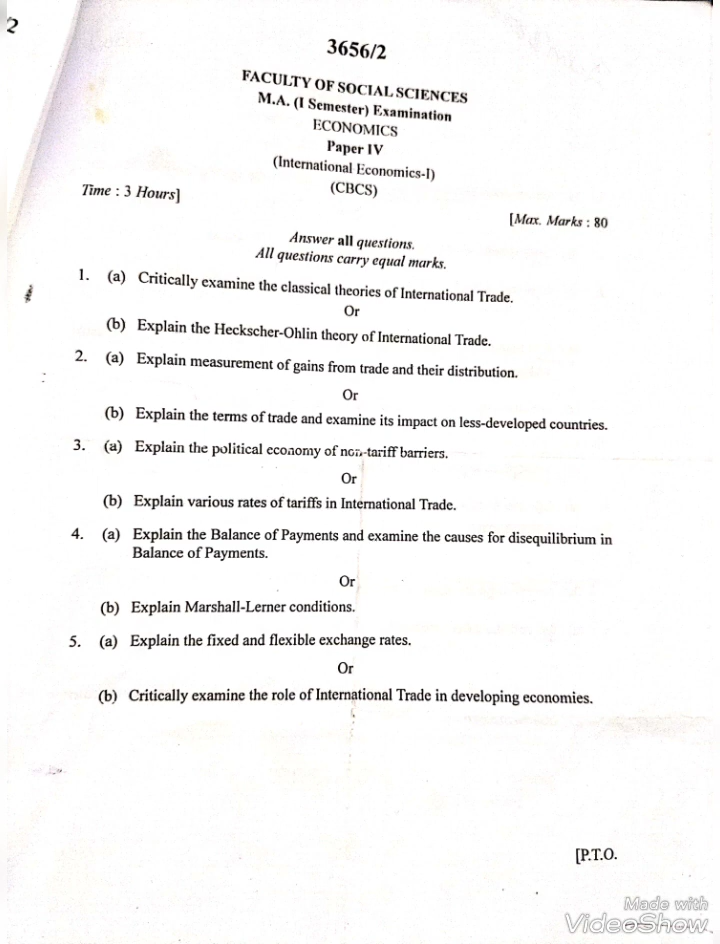 2
3656/2
FACULTY OF SOCIAL SCIENCES
M.A. (I Semester) Examination
ECONOMICS
Paper IV
(International Economics-I)
(CBCS)
Time : 3 Hours]
[Max. Marks : 80
Answer all questions.
All questions carry equal marks.
1. (a) Critically examine the classical theories of International Trade.
Or
(b) Explain the Heckscher-Ohlin theory of International Trade.
2. (a) Explain measurement of gains from trade and their distribution.
Or
(b) Explain the terms of trade and examine its impact on less-developed countries.
3. (a) Explain the political economy of non-tariff barriers.
Or
(b) Explain various rates of tariffs in International Trade.
4. (a) Explain the Balance of Payments and examine the causes for disequilibrium in
Balance of Payments.
Or
(b) Explain Marshall-Lerner conditions.
5. (a) Explain the fixed and flexible exchange rates.
Or
(b) Critically examine the role of International Trade in developing economies.
[P.T.O.
Made with
VideoShow